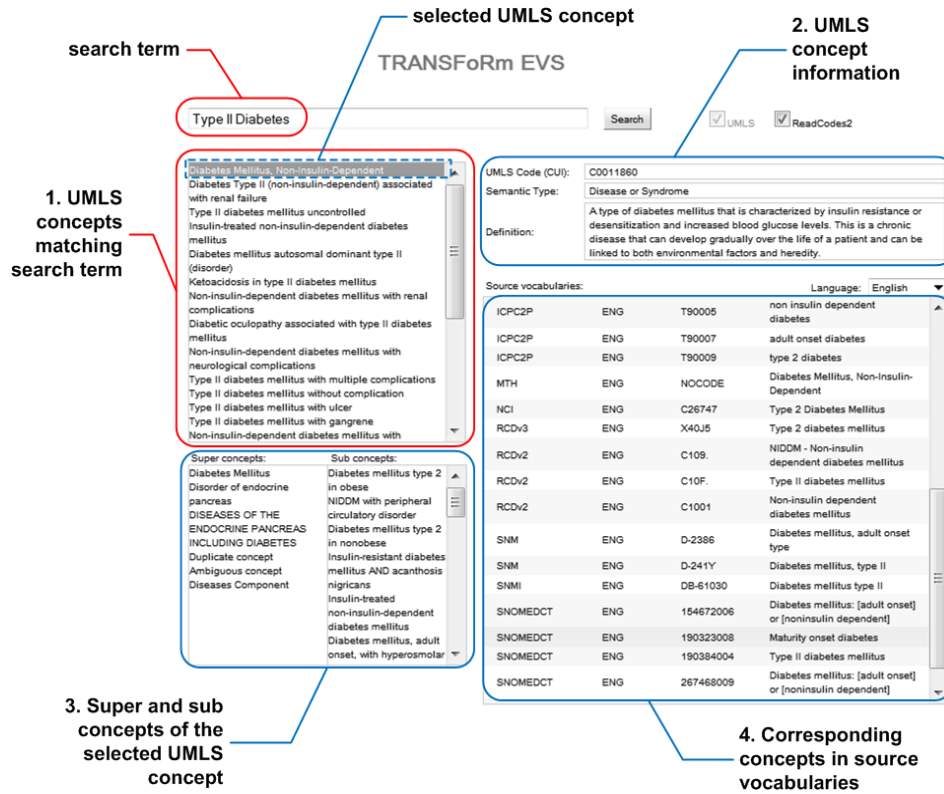 selected UMLS concept
search term
2. UMLS
concept
information
TRANSFoRm EVS
Type II Diabetes
Search
UMLS
ReadCodes2
1. UMLS
concepts
matching
search term
Diabetes Mellitus, Non-Insulin-Dependent
Diabetes Type II (non-insulin-dependent) associated
with renal failure
Type II diabetes mellitus uncontrolled
Insulin-treated non-insulin-dependent diabetes
mellitus
Diabetes mellitus autosomal dominant type II
(disorder)
Ketoacidosis in type II diabetes mellitus
Non-insulin-dependent diabetes mellitus with renal
complications
Diabetic oculopathy associated with type II diabetes
mellitus
Non-insulin-dependent diabetes mellitus with
neurological complications
Type II diabetes mellitus with multiple complications
Type II diabetes mellitus without complication
Type II diabetes mellitus with ulcer
Type II diabetes mellitus with gangrene
Non-insulin-dependent diabetes mellitus with
UMLS Code (CUI): C0011860
Semantic Type: Disease or Syndrome
Definition:
A type of diabetes mellitus that is characterized by insulin resistance or
desensitization and increased blood glucose levels. This is a chronic
disease that can develop gradually over the life of a patient and can be
linked to both environmental factors and heredity.
Source vocabularies: Language: English
ICPC2P ENG T90005 non insulin dependent
diabetes
ICPC2P ENG T90007 adult onset diabetes
ICPC2P ENG T90009 type 2 diabetes
MTH ENG NOCODE Diabetes Mellitus, Non-Insulin-
Dependent
NCI ENG C26747 Type 2 Diabetes Mellitus
RCDv3 ENG X40J5 Type 2 diabetes mellitus
RCDv2 ENG C109. NIDDM - Non-insulin
dependent diabetes mellitus
RCDv2 ENG C10F. Type II diabetes mellitus
RCDv2 ENG C1001 Non-insulin dependent
diabetes mellitus
SNM ENG D-2386 Diabetes mellitus, adult onset
type
SNM ENG D-241Y Diabetes mellitus, type II
SNMI ENG DB-61030 Diabetes mellitus type II
SNOMEDCT ENG 154672006 Diabetes mellitus: [adult onset]
or [noninsulin dependent]
SNOMEDCT ENG 190323008 Maturity onset diabetes
SNOMEDCT ENG 190384004 Type II diabetes mellitus
SNOMEDCT ENG 267468009 Diabetes mellitus: [adult onset]
or [noninsulin dependent]
Super concepts:
Diabetes Mellitus
Disorder of endocrine
pancreas
DISEASES OF THE
ENDOCRINE PANCREAS
INCLUDING DIABETES
Duplicate concept
Ambiguous concept
Diseases Component
Sub concepts:
Diabetes mellitus type 2
in obese
NIDDM with peripheral
circulatory disorder
Diabetes mellitus type 2
in nonobese
Insulin-resistant diabetes
mellitus AND acanthosis
nigricans
Insulin-treated
non-insulin-dependent
diabetes mellitus
Diabetes mellitus, adult
onset, with hyperosmolar
3. Super and sub
concepts of the
selected UMLS
concept
4. Corresponding
concepts in source
vocabularies